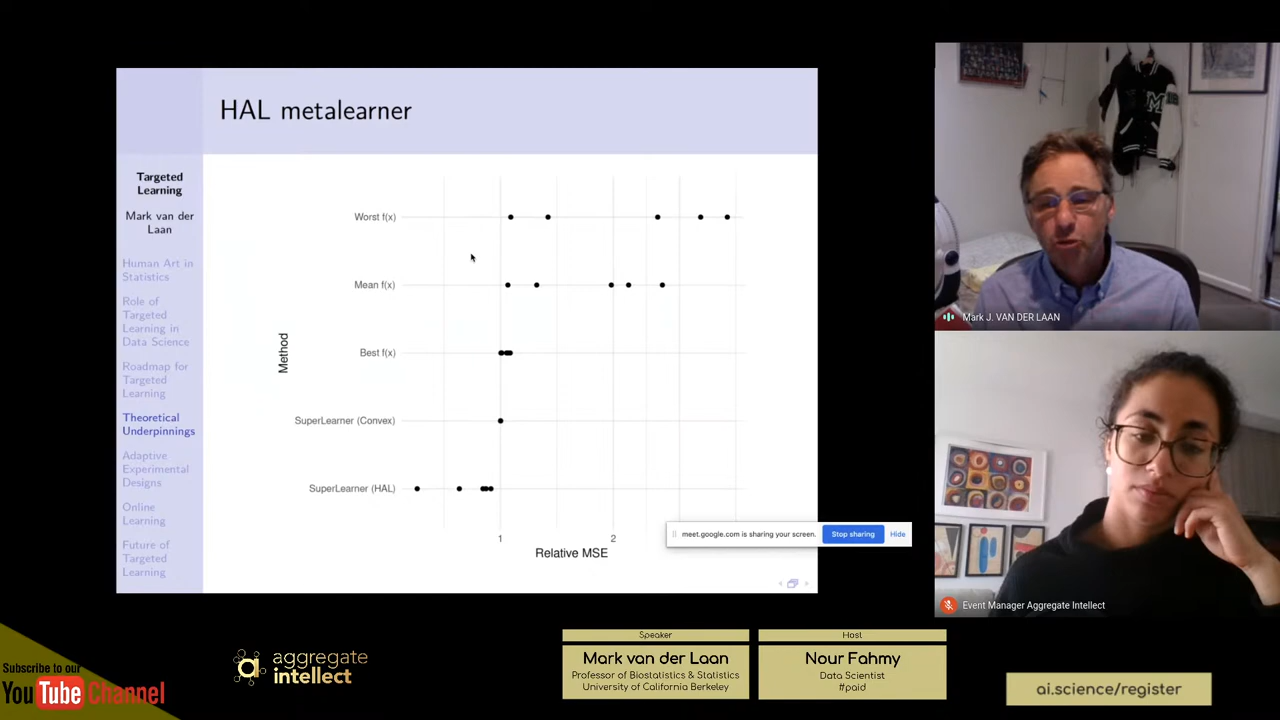 HAL metalearner
Targeted
Learning
Mark van der
Laan
Human Art in
Statistics
Role of
Targeted
Learning in
Data Science
Roadmap for
Targeted
Learning
Theoretical
Underpinnings
Adaptive
Experimental
Designs
Online
Learning
Future of
Targeted
Learning
Method
Worst f(x)
Mean f(x)
Best f(x)
SuperLearner (Convex)
SuperLearner (HAL)
1
2
Relative MSE
meet.google.com is sharing your screen.
Stop sharing
Hide
M
Mark J. VAN DER LAAN
Event Manager Aggregate Intellect
Subscribe to our
YouTube Channel
a
aggregate
intellect
Speaker
Mark van der Laan
Professor of Biostatistics & Statistics
University of California Berkeley
Host
Nour Fahmy
Data Scientist
#paid
ai.science/register